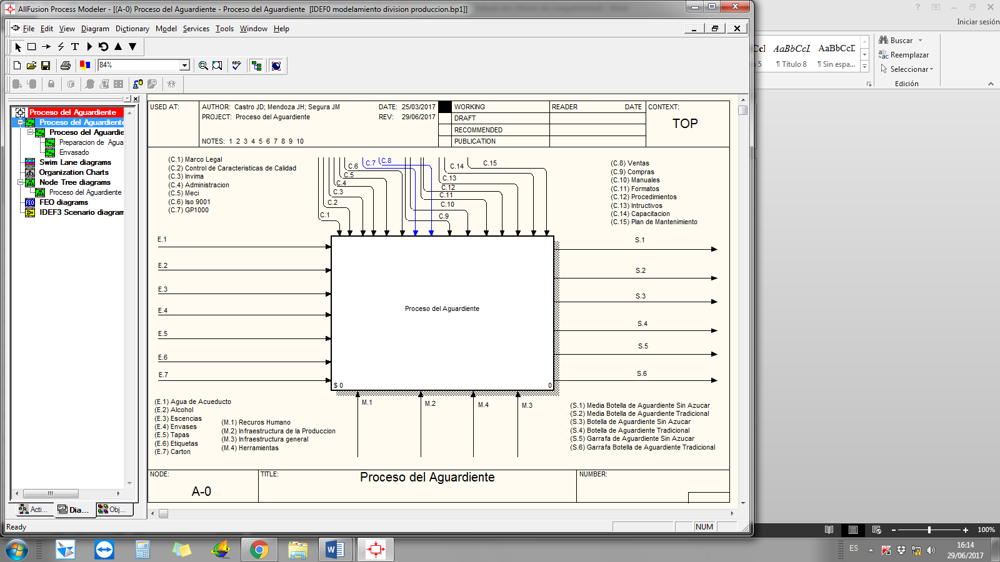 AllFusion Process Modeler - [(A-0) Proceso del Aguardiente - Proceso del Aguardiente [IDEF0 modelamiento division produccion.bp1]]
Iniciar sesión
File Edit View Diagram Dictionary Model Services Tools Window Help
84%
AaBbCcI AaBbCcD
5 ¶ Título 8 ¶ Sin espa...
Buscar
Reemplazar
Seleccionar
Edición
Proceso del Aguardiente
Proceso del Aguardiente
Proceso del Aguardie
Preparacion de Agua
Envasado
Swim Lane diagrams
Organization Charts
Node Tree diagrams
Proceso del Aguardiente
FEO diagrams
IDEF3 Scenario diagram
Acti...
Dia...
Obj...
USED AT:
AUTHOR: Castro JD; Mendoza JH; Segura JM
DATE: 25/03/2017
PROJECT: Proceso del Aguardiente
REV: 29/06/2017
NOTES: 1 2 3 4 5 6 7 8 9 10
WORKING
DRAFT
RECOMMENDED
PUBLICATION
READER DATE
CONTEXT:
TOP
(C.1) Marco Legal
(C.2) Control de Caracteristicas de Calidad
(C.3) Invima
(C.4) Administracion
(C.5) Meci
(C.6) Iso 9001
(C.7) GP1000
C.1
C.2
C.3
C.4
C.5
C.6
C.7
C.8
C.9
C.10
C.11
C.12
C.13
C.14
C.15
(C.8) Ventas
(C.9) Compras
(C.10) Manuales
(C.11) Formatos
(C.12) Procedimientos
(C.13) Intructivos
(C.14) Capacitacion
(C.15) Plan de Mantenimiento
E.1
E.2
E.3
E.4
E.5
E.6
E.7
Proceso del Aguardiente
$ 0
0
S.1
S.2
S.3
S.4
S.5
S.6
M.1
M.2
M.4
M.3
(E.1) Agua de Acueducto
(E.2) Alcohol
(E.3) Escencias
(E.4) Envases
(E.5) Tapas
(E.6) Etiquetas
(E.7) Carton
(M.1) Recuros Humano
(M.2) Infraestructura de la Produccion
(M.3) Infraestructura general
(M.4) Herramientas
(S.1) Media Botella de Aguardiente Sin Azucar
(S.2) Media Botella de Aguardiente Tradicional
(S.3) Botella de Aguardiente Sin Azucar
(S.4) Botella de Aguardiente Tradicional
(S.5) Garrafa de Aguardiente Sin Azucar
(S.6) Garrafa Botella de Aguardiente Tradicional
NODE:
A-0
TITLE:
Proceso del Aguardiente
NUMBER:
Ready
NUM
100%
ES
16:14
29/06/2017